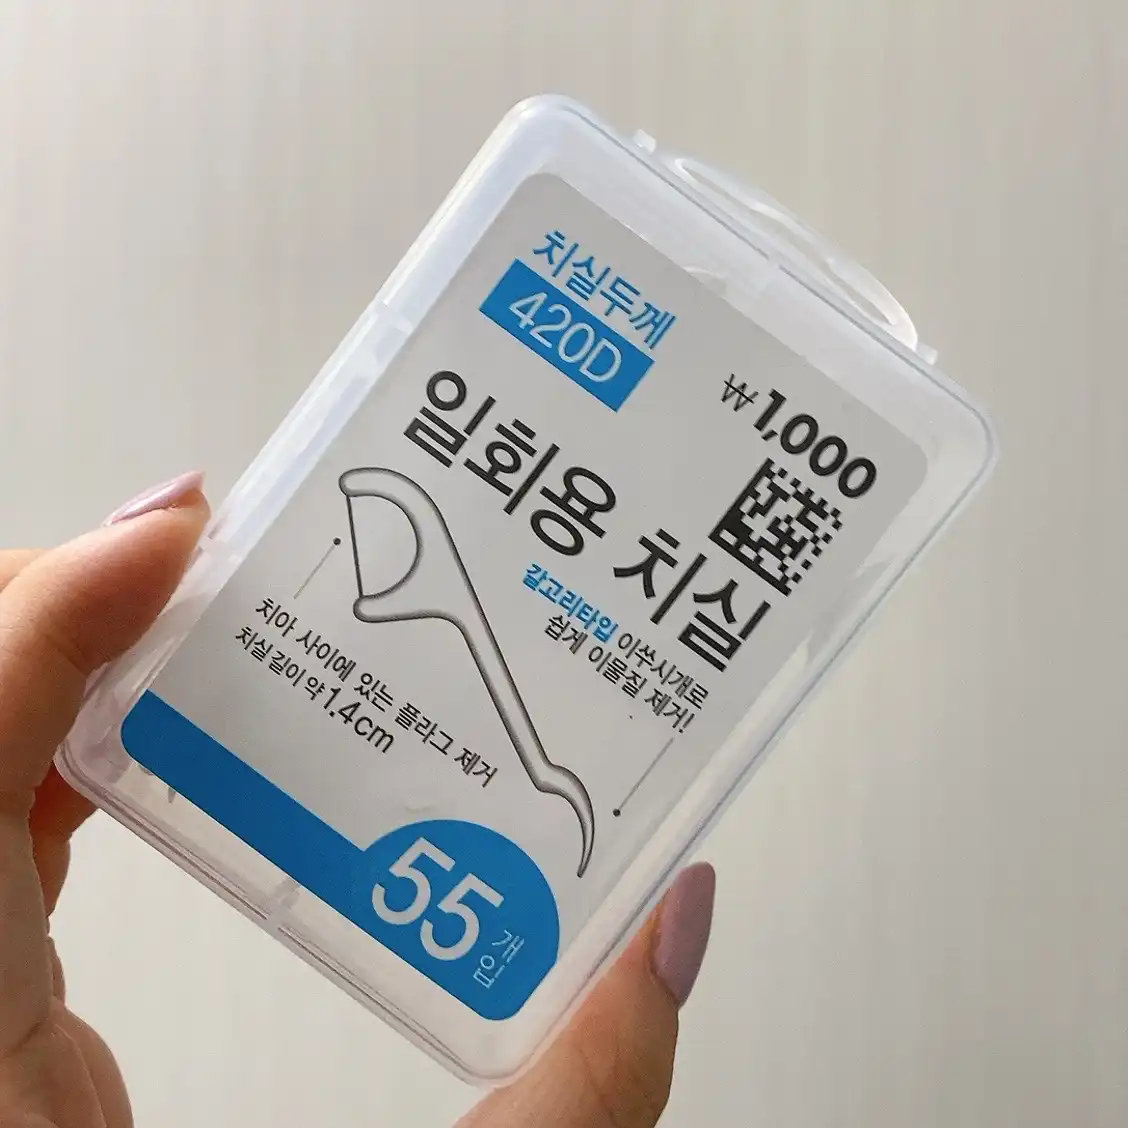 치실두께
420D
₩1,000
일회용 치실
갈고리타입 이쑤시개로
쉽게 이물질 제거!
치아 사이에 있는 플라그 제거
치실길이 약 1.4cm
55개입